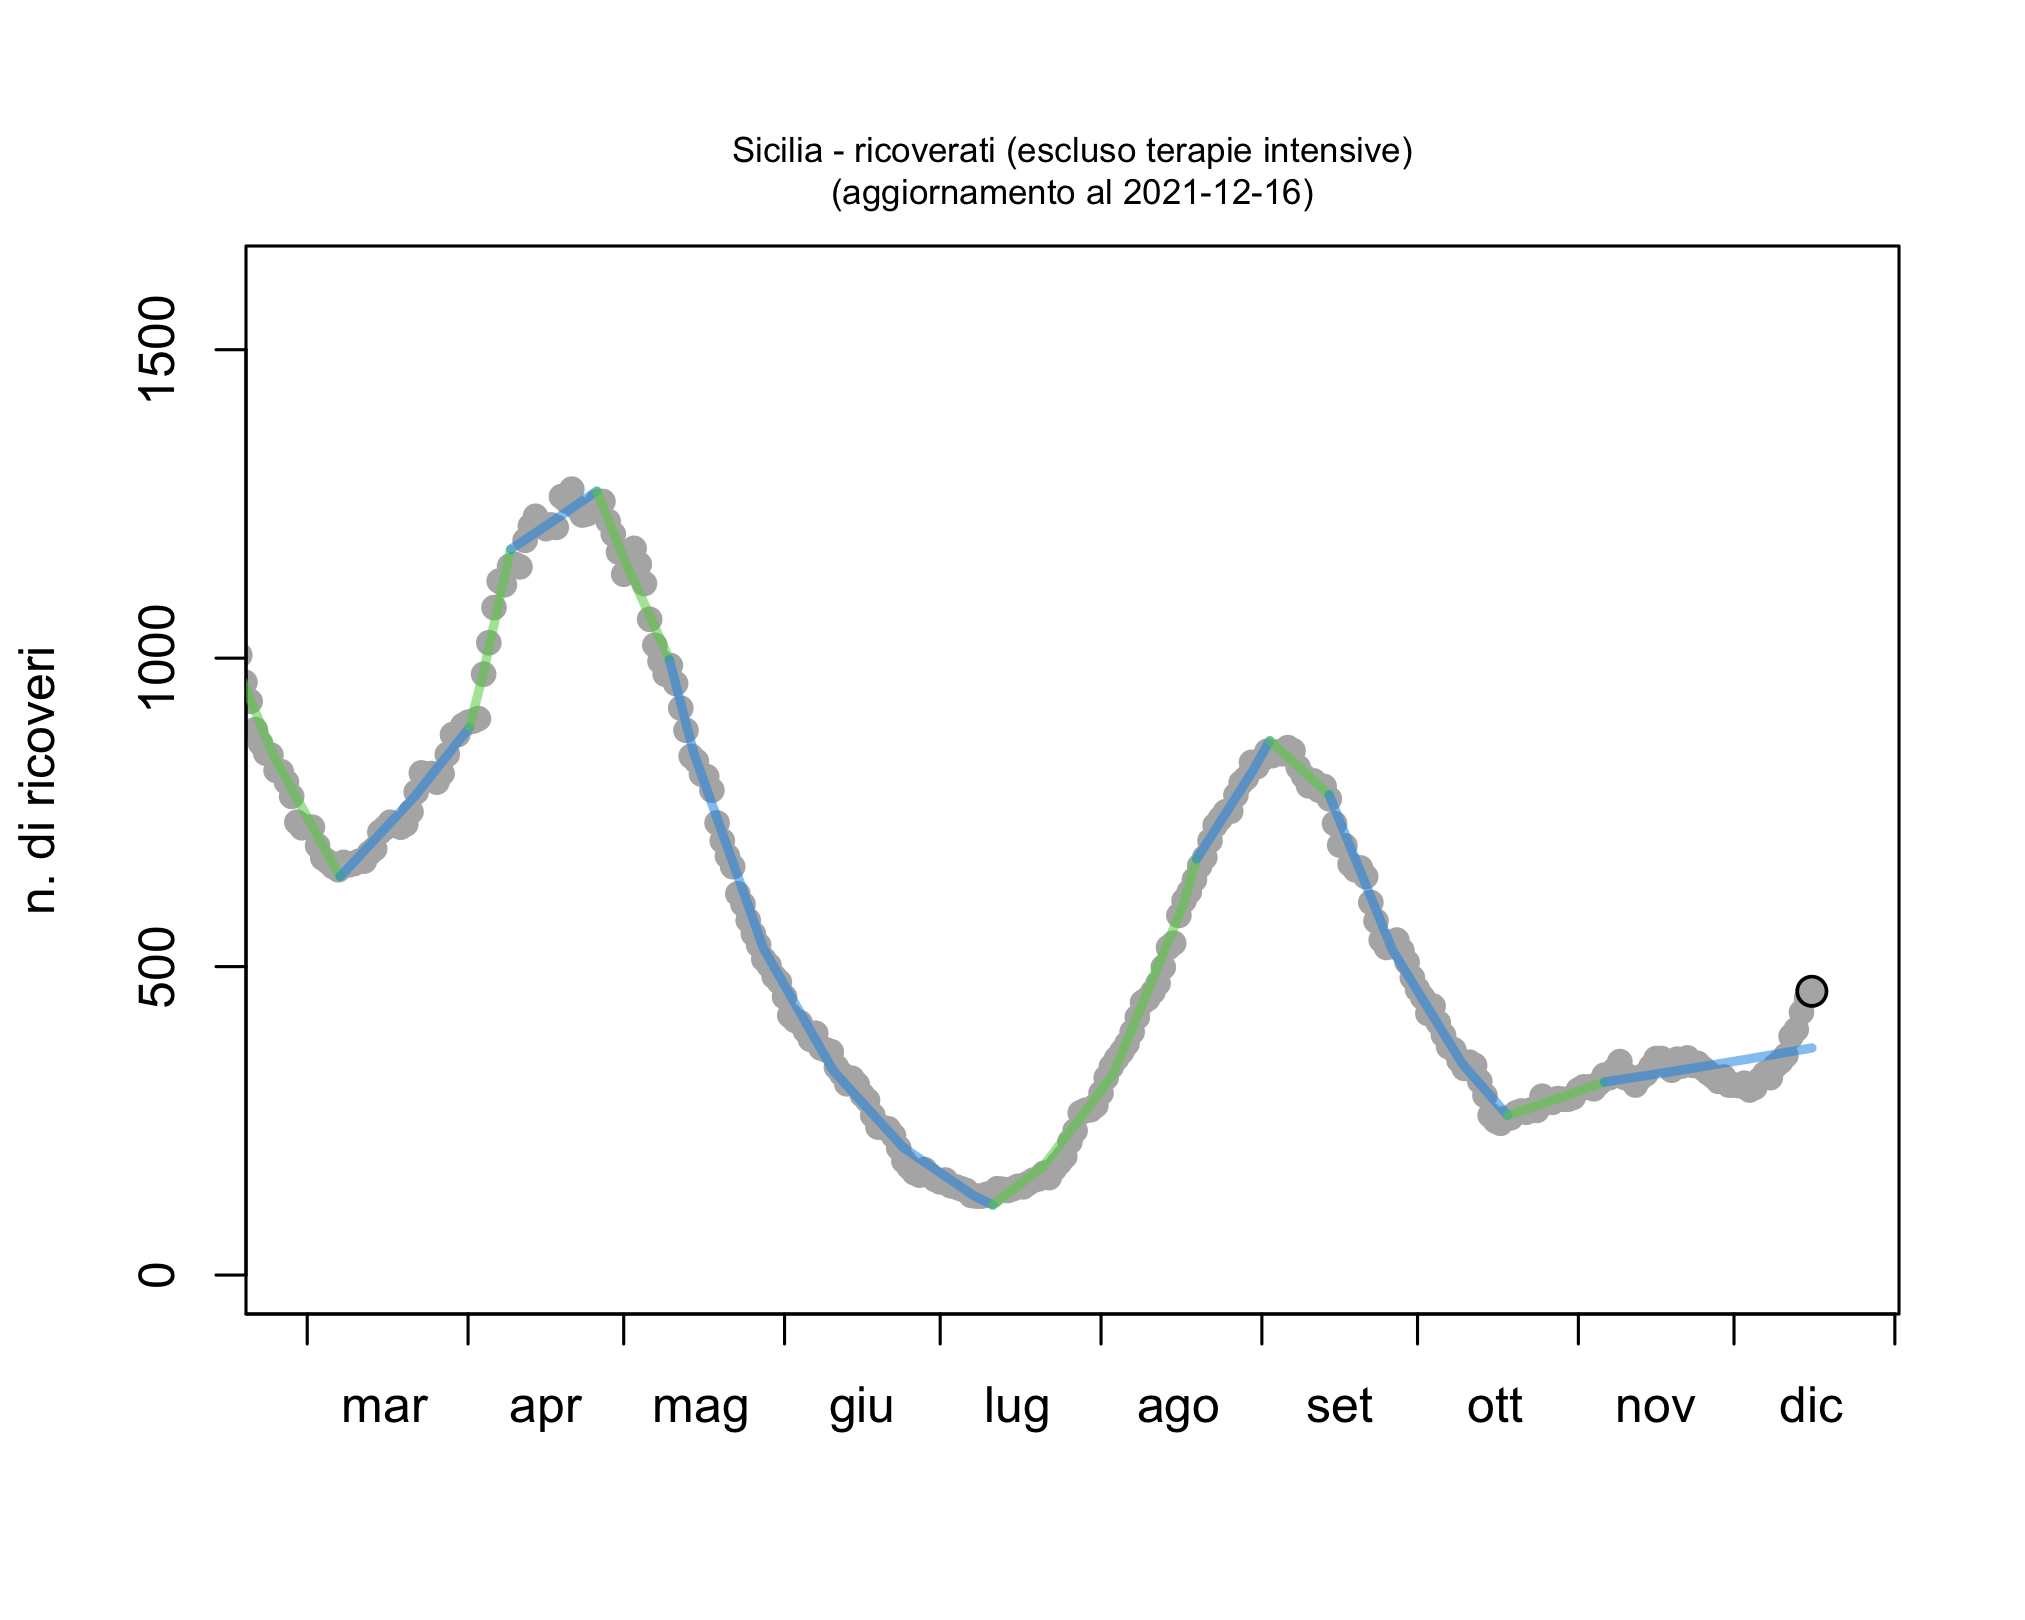 Sicilia - ricoverati (escluso terapie intensive)
(aggiornamento al 2021-12-16)
n. di ricoveri
1500
1000
500
0
mar apr mag giu lug ago set ott nov dic